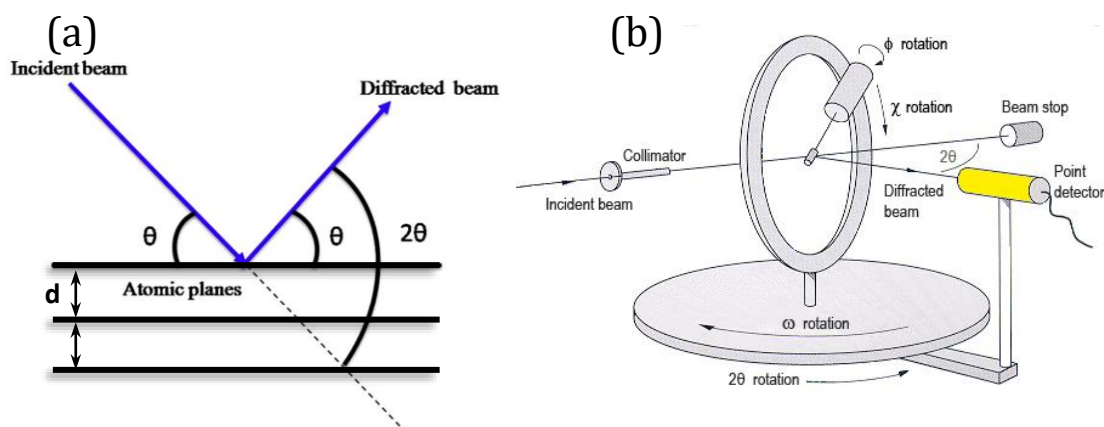 (a)
Incident beam
Diffracted beam
θ
θ
2θ
d
Atomic planes
(b)
ϕ rotation
χ rotation
Beam stop
Collimator
2θ
Point
detector
Incident beam
Diffracted
beam
ω rotation
2θ rotation